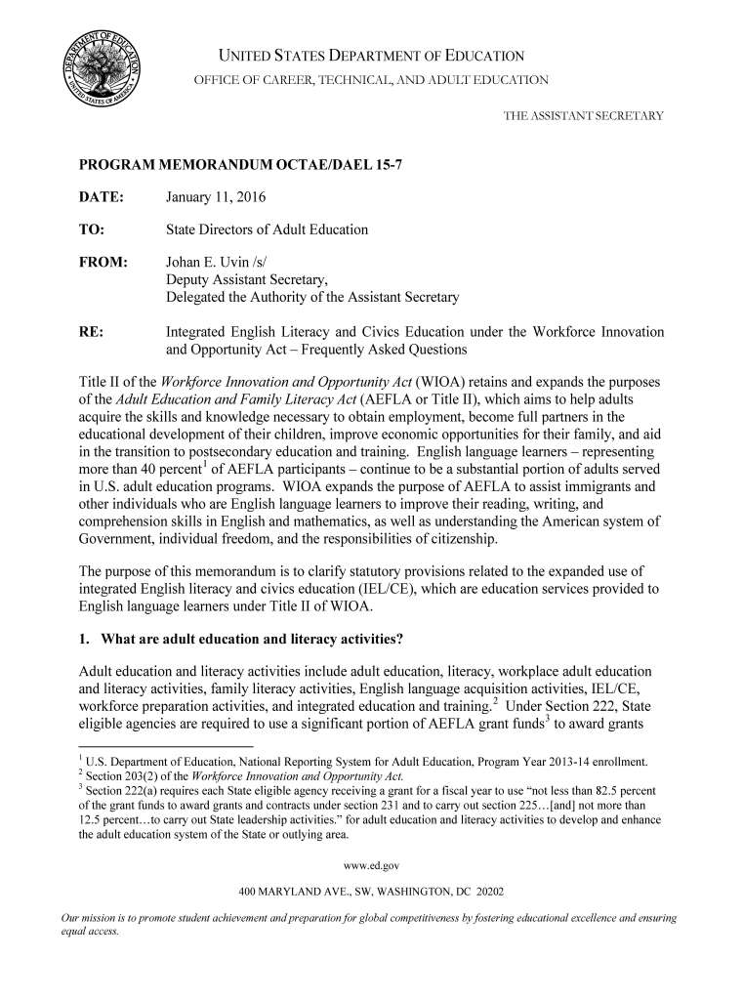 DEPARTMENT OF EDUCATION
UNITED STATES OF AMERICA
UNITED STATES DEPARTMENT OF EDUCATION
OFFICE OF CAREER, TECHNICAL, AND ADULT EDUCATION
THE ASSISTANT SECRETARY
PROGRAM MEMORANDUM OCTAE/DAEL 15-7
DATE: January 11, 2016
TO: State Directors of Adult Education
FROM: Johan E. Uvin /s/
Deputy Assistant Secretary,
Delegated the Authority of the Assistant Secretary
RE: Integrated English Literacy and Civics Education under the Workforce Innovation
and Opportunity Act – Frequently Asked Questions
Title II of the Workforce Innovation and Opportunity Act (WIOA) retains and expands the purposes
of the Adult Education and Family Literacy Act (AEFLA or Title II), which aims to help adults
acquire the skills and knowledge necessary to obtain employment, become full partners in the
educational development of their children, improve economic opportunities for their family, and aid
in the transition to postsecondary education and training. English language learners – representing
more than 40 percent1 of AEFLA participants – continue to be a substantial portion of adults served
in U.S. adult education programs. WIOA expands the purpose of AEFLA to assist immigrants and
other individuals who are English language learners to improve their reading, writing, and
comprehension skills in English and mathematics, as well as understanding the American system of
Government, individual freedom, and the responsibilities of citizenship.
The purpose of this memorandum is to clarify statutory provisions related to the expanded use of
integrated English literacy and civics education (IEL/CE), which are education services provided to
English language learners under Title II of WIOA.
1. What are adult education and literacy activities?
Adult education and literacy activities include adult education, literacy, workplace adult education
and literacy activities, family literacy activities, English language acquisition activities, IEL/CE,
workforce preparation activities, and integrated education and training.2 Under Section 222, State
eligible agencies are required to use a significant portion of AEFLA grant funds3 to award grants
1 U.S. Department of Education, National Reporting System for Adult Education, Program Year 2013-14 enrollment.
2 Section 203(2) of the Workforce Innovation and Opportunity Act.
3 Section 222(a) requires each State eligible agency receiving a grant for a fiscal year to use “not less than 82.5 percent
of the grant funds to award grants and contracts under section 231 and to carry out section 225…[and] not more than
12.5 percent…to carry out State leadership activities.” for adult education and literacy activities to develop and enhance
the adult education system of the State or outlying area.
www.ed.gov
400 MARYLAND AVE., SW, WASHINGTON, DC 20202
Our mission is to promote student achievement and preparation for global competitiveness by fostering educational excellence and ensuring
equal access.